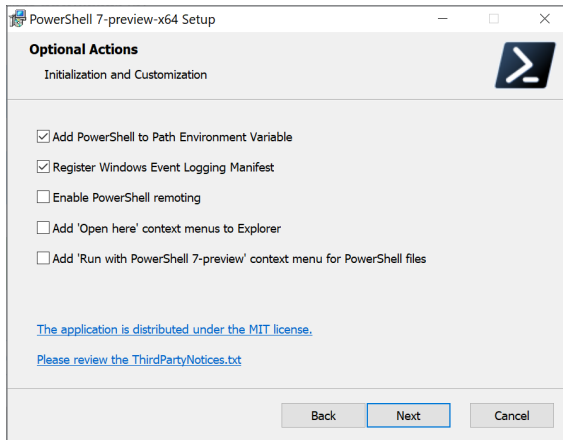 PowerShell 7-preview-x64 Setup
Optional Actions
Initialization and Customization
Add PowerShell to Path Environment Variable
Register Windows Event Logging Manifest
Enable PowerShell remoting
Add 'Open here' context menus to Explorer
Add 'Run with PowerShell 7-preview' context menu for PowerShell files
The application is distributed under the MIT license.
Please review the ThirdPartyNotices.txt
Back Next Cancel